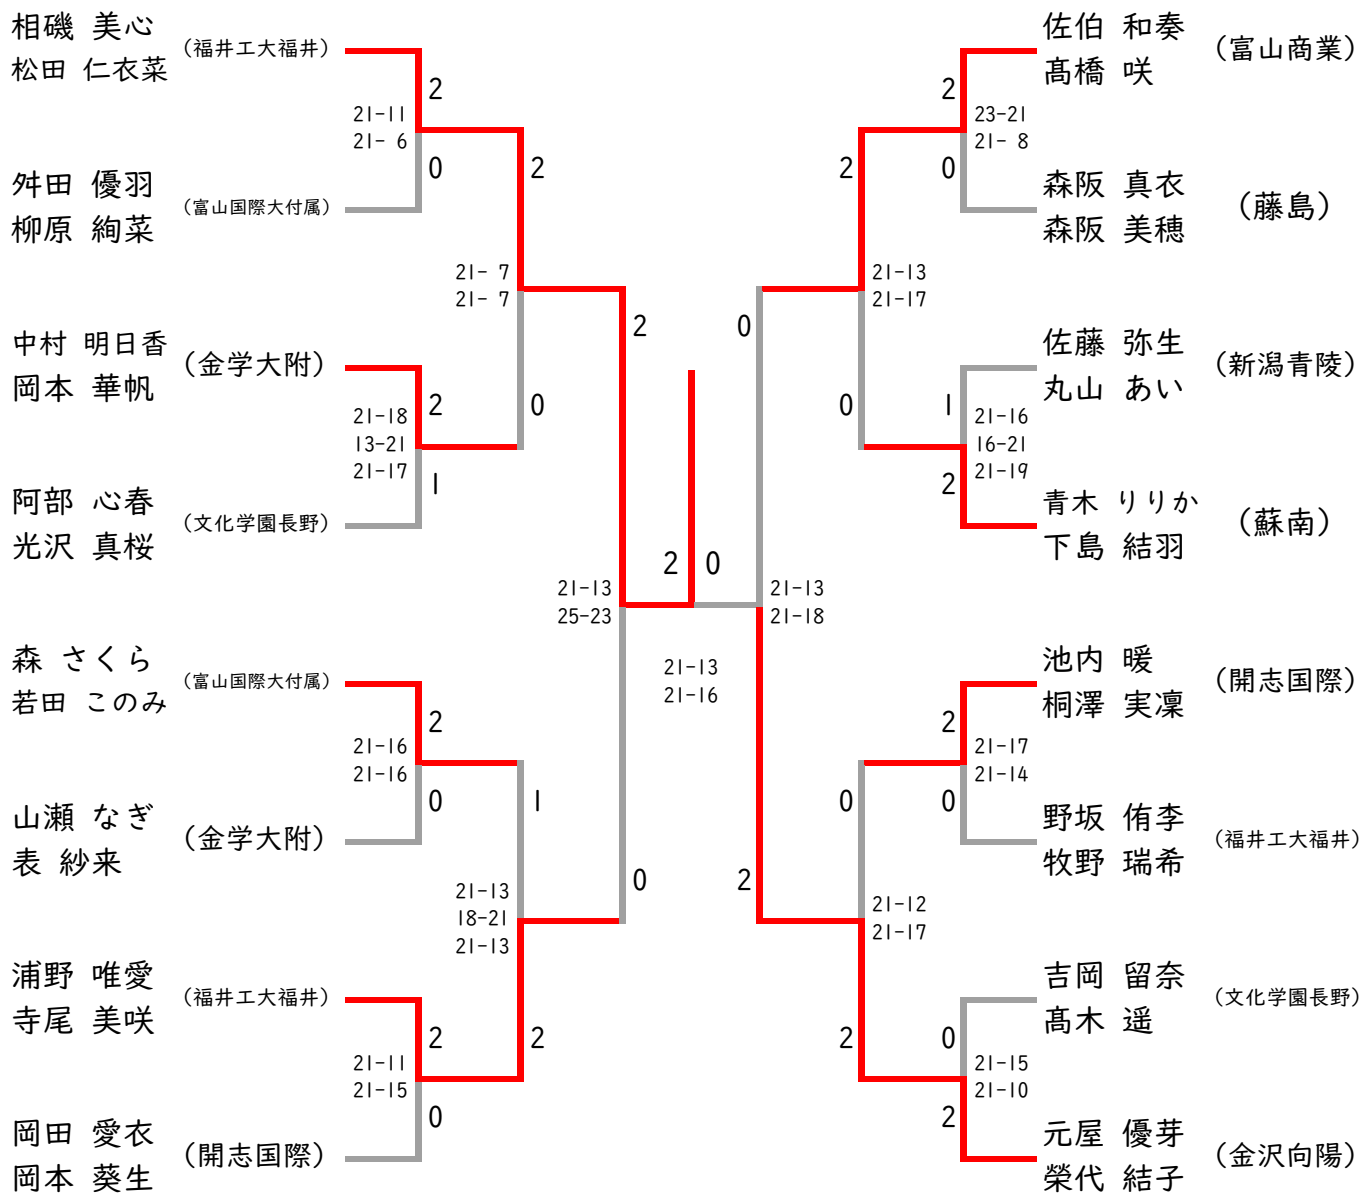 相磯 美心
松田 仁衣菜
(福井工大福井)
2
21-11
21- 6
0
舛田 優羽
柳原 絢菜
(富山国際大付属)
2
21- 7
21- 7
0
中村 明日香
岡本 華帆
(金学大附)
2
21-18
13-21
21-17
1
阿部 心春
光沢 真桜
(文化学園長野)
2
21-13
25-23
0
森 さくら
若田 このみ
(富山国際大付属)
2
21-16
21-16
0
山瀬 なぎ
表 紗来
(金学大附)
1
21-13
18-21
21-13
2
浦野 唯愛
寺尾 美咲
(福井工大福井)
2
21-11
21-15
0
岡田 愛衣
岡本 葵生
(開志国際)
2 0
21-13
21-16
佐伯 和奏
髙橋 咲
(富山商業)
2
23-21
21- 8
0
森阪 真衣
森阪 美穂
(藤島)
2
21-13
21-17
0
佐藤 弥生
丸山 あい
(新潟青陵)
1
21-16
16-21
21-19
2
青木 りりか
下島 結羽
(蘇南)
0
21-13
21-18
2
池内 暖
桐澤 実凜
(開志国際)
2
21-17
21-14
0
野坂 侑李
牧野 瑞希
(福井工大福井)
0
21-12
21-17
2
吉岡 留奈
髙木 遥
(文化学園長野)
0
21-15
21-10
2
元屋 優芽
榮代 結子
(金沢向陽)